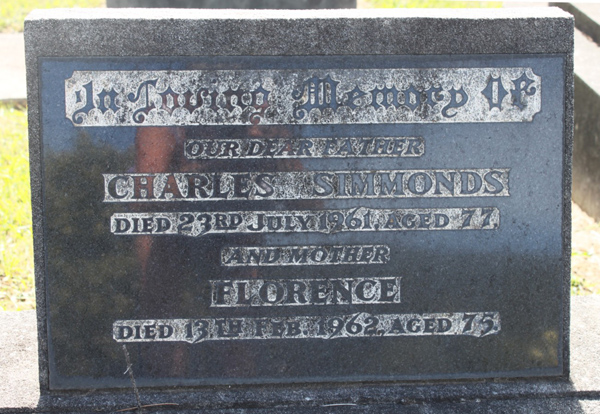 In Loving Memory Of
OUR DEAR FATHER
CHARLES SIMMONDS
DIED 23RD JULY 1961, AGED 77.
AND MOTHER
FLORENCE
DIED 13TH FEB. 1962, AGED 75.